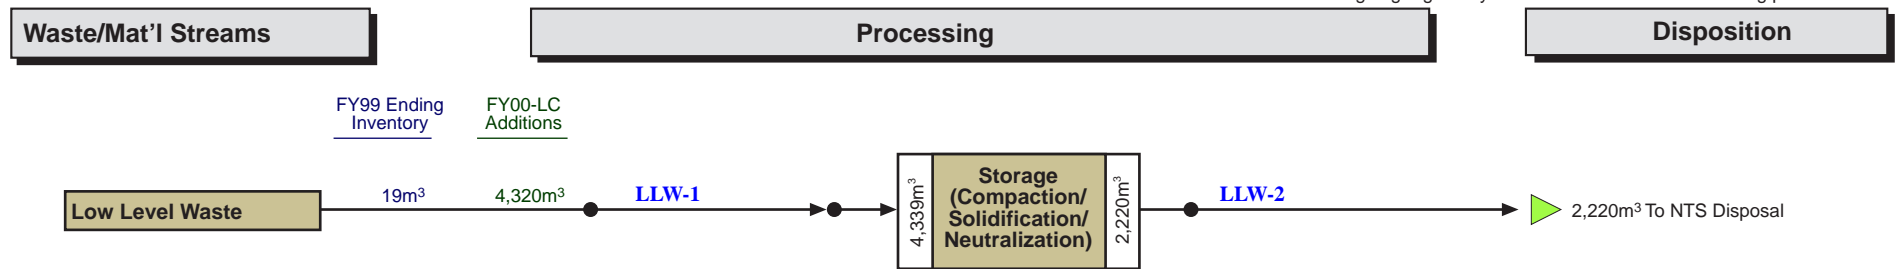 Waste/Mat'l Streams
Processing
Disposition
FY99 Ending
Inventory
FY00-LC
Additions
Low Level Waste
19m³
4,320m³
LLW-1
4,339m³
Storage
(Compaction/
Solidification/
Neutralization)
2,220m³
LLW-2
2,220m³ To NTS Disposal